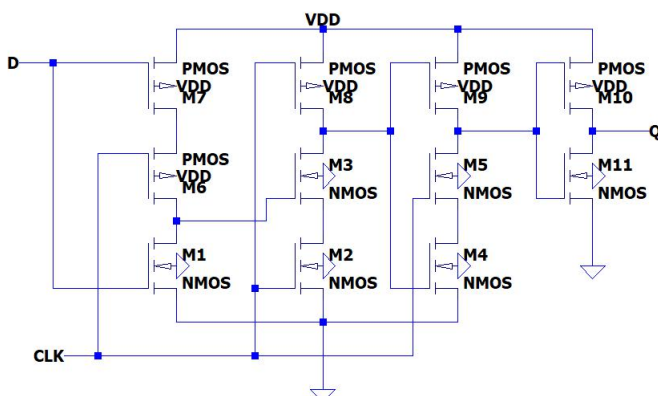 VDD
D
PMOS
VDD
M7
PMOS
VDD
M8
PMOS
VDD
M9
PMOS
VDD
M10
Q
PMOS
VDD
M6
M3
NMOS
M5
NMOS
M11
NMOS
M1
NMOS
M2
NMOS
M4
NMOS
CLK